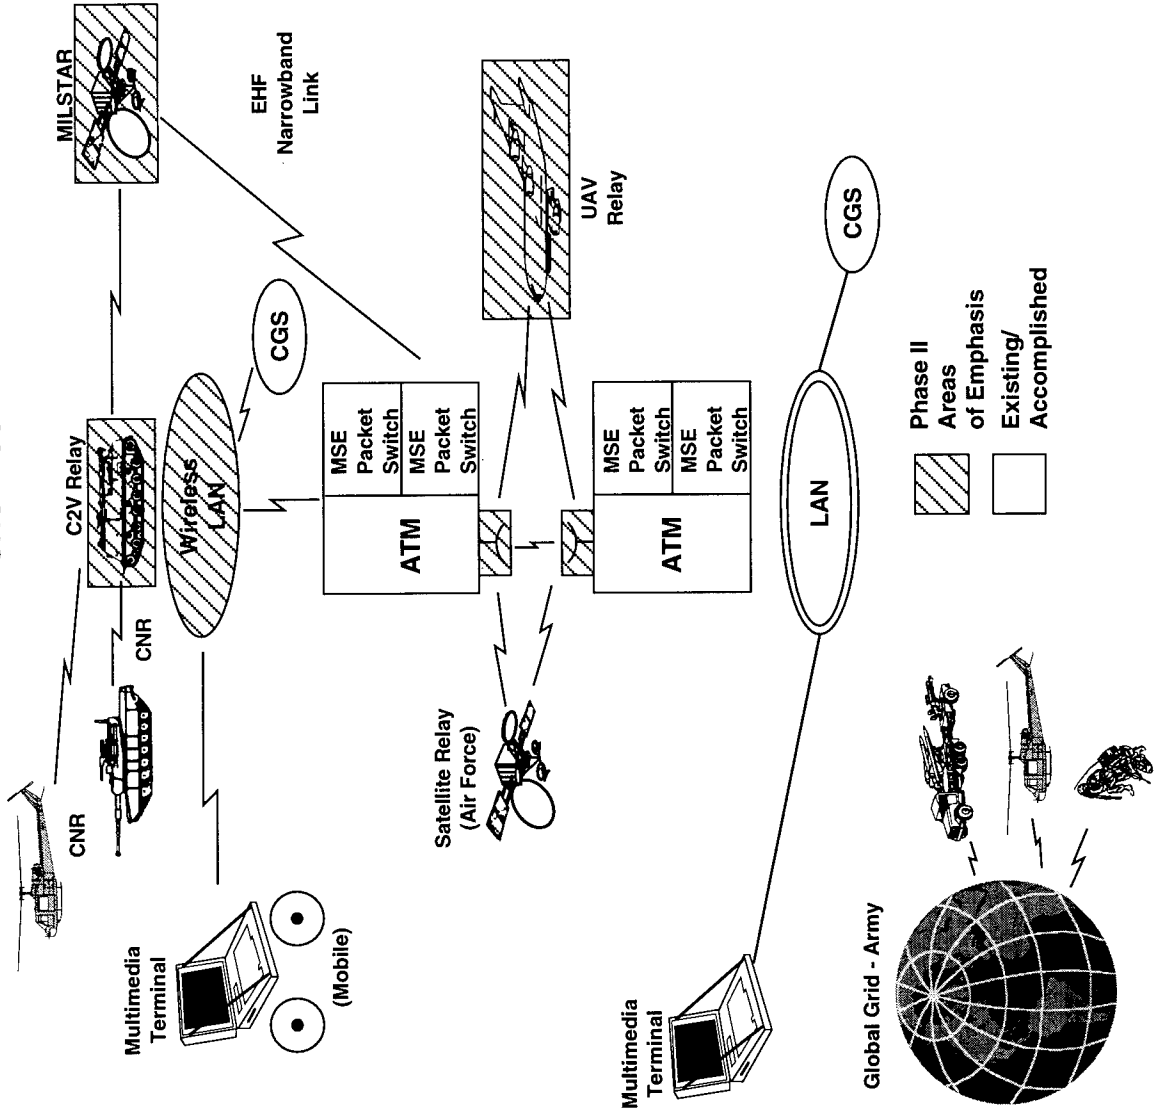 MILSTAR
EHF
Narrowband
Link
C2V Relay
CNR
CNR
Wireless
LAN
CGS
Multimedia
Terminal
(Mobile)
ATM
MSE
Packet
Switch
MSE
Packet
Switch
UAV
Relay
Satellite Relay
(Air Force)
ATM
MSE
Packet
Switch
MSE
Packet
Switch
LAN
CGS
Multimedia
Terminal
Global Grid - Army
Phase II
Areas
of Emphasis
Existing/
Accomplished